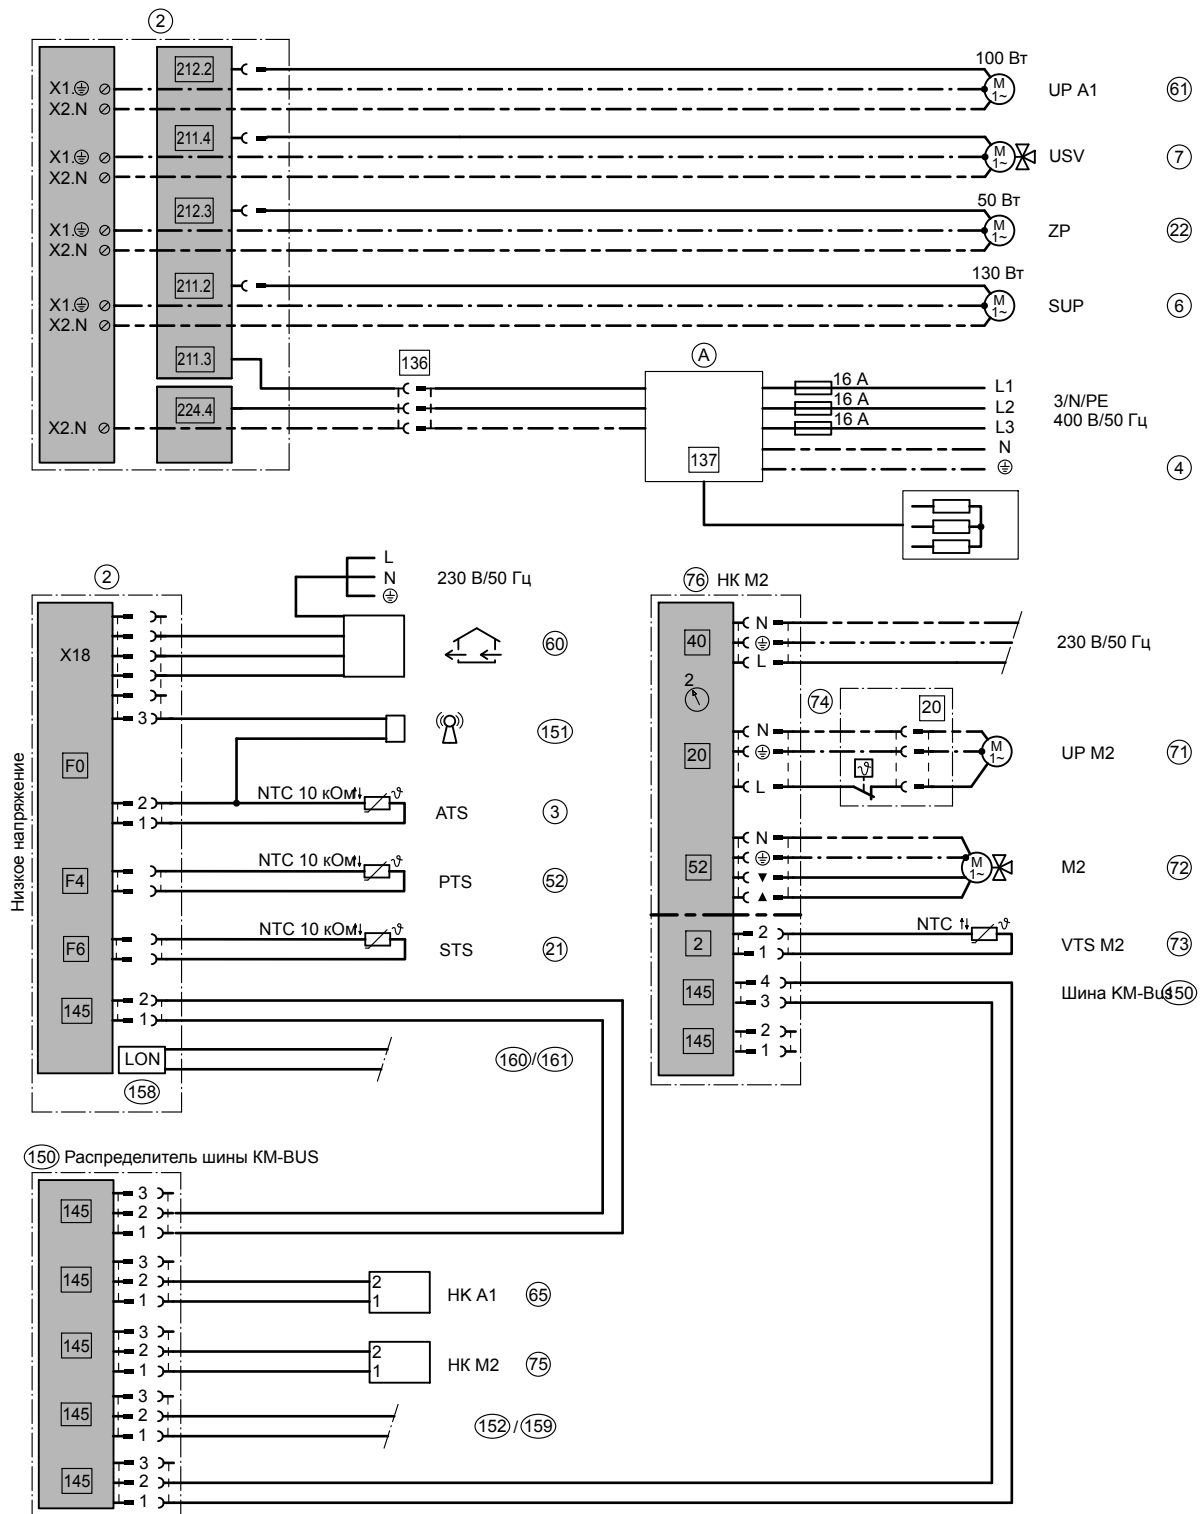 2
212.2
100 Вт
X1.
M 1~
UP A1
61
X2.N
211.4
X1.
M 1~
USV
7
X2.N
212.3
50 Вт
X1.
M 1~
ZP
22
X2.N
211.2
130 Вт
X1.
M 1~
SUP
6
X2.N
211.3
136
A
16 A
L1
224.4
16 A
L2
3/N/PE
400 В/50 Гц
X2.N
16 A
L3
137
N
4
L
N
230 В/50 Гц
2
X18
60
3
151
F0
2
NTC 10 кОм
ϑ
1
ATS
3
NTC 10 кОм
ϑ
F4
PTS
52
NTC 10 кОм
ϑ
F6
STS
21
145
2
1
LON
160/161
158
Низкое напряжение
76 НК M2
40
N
L
230 В/50 Гц
2
74
20
20
N
M 1~
UP M2
71
ϑ
L
N
52
M 1~
M2
72
▼
▲
2
2
NTC
ϑ
1
VTS M2
73
145
4
3
Шина KM-Bus
150
145
2
1
150 Распределитель шины KM-BUS
145
3
2
1
145
3
2
1
2
1
HK A1
65
145
3
2
1
2
1
НК M2
75
145
3
2
1
152 / 159
145
3
2
1